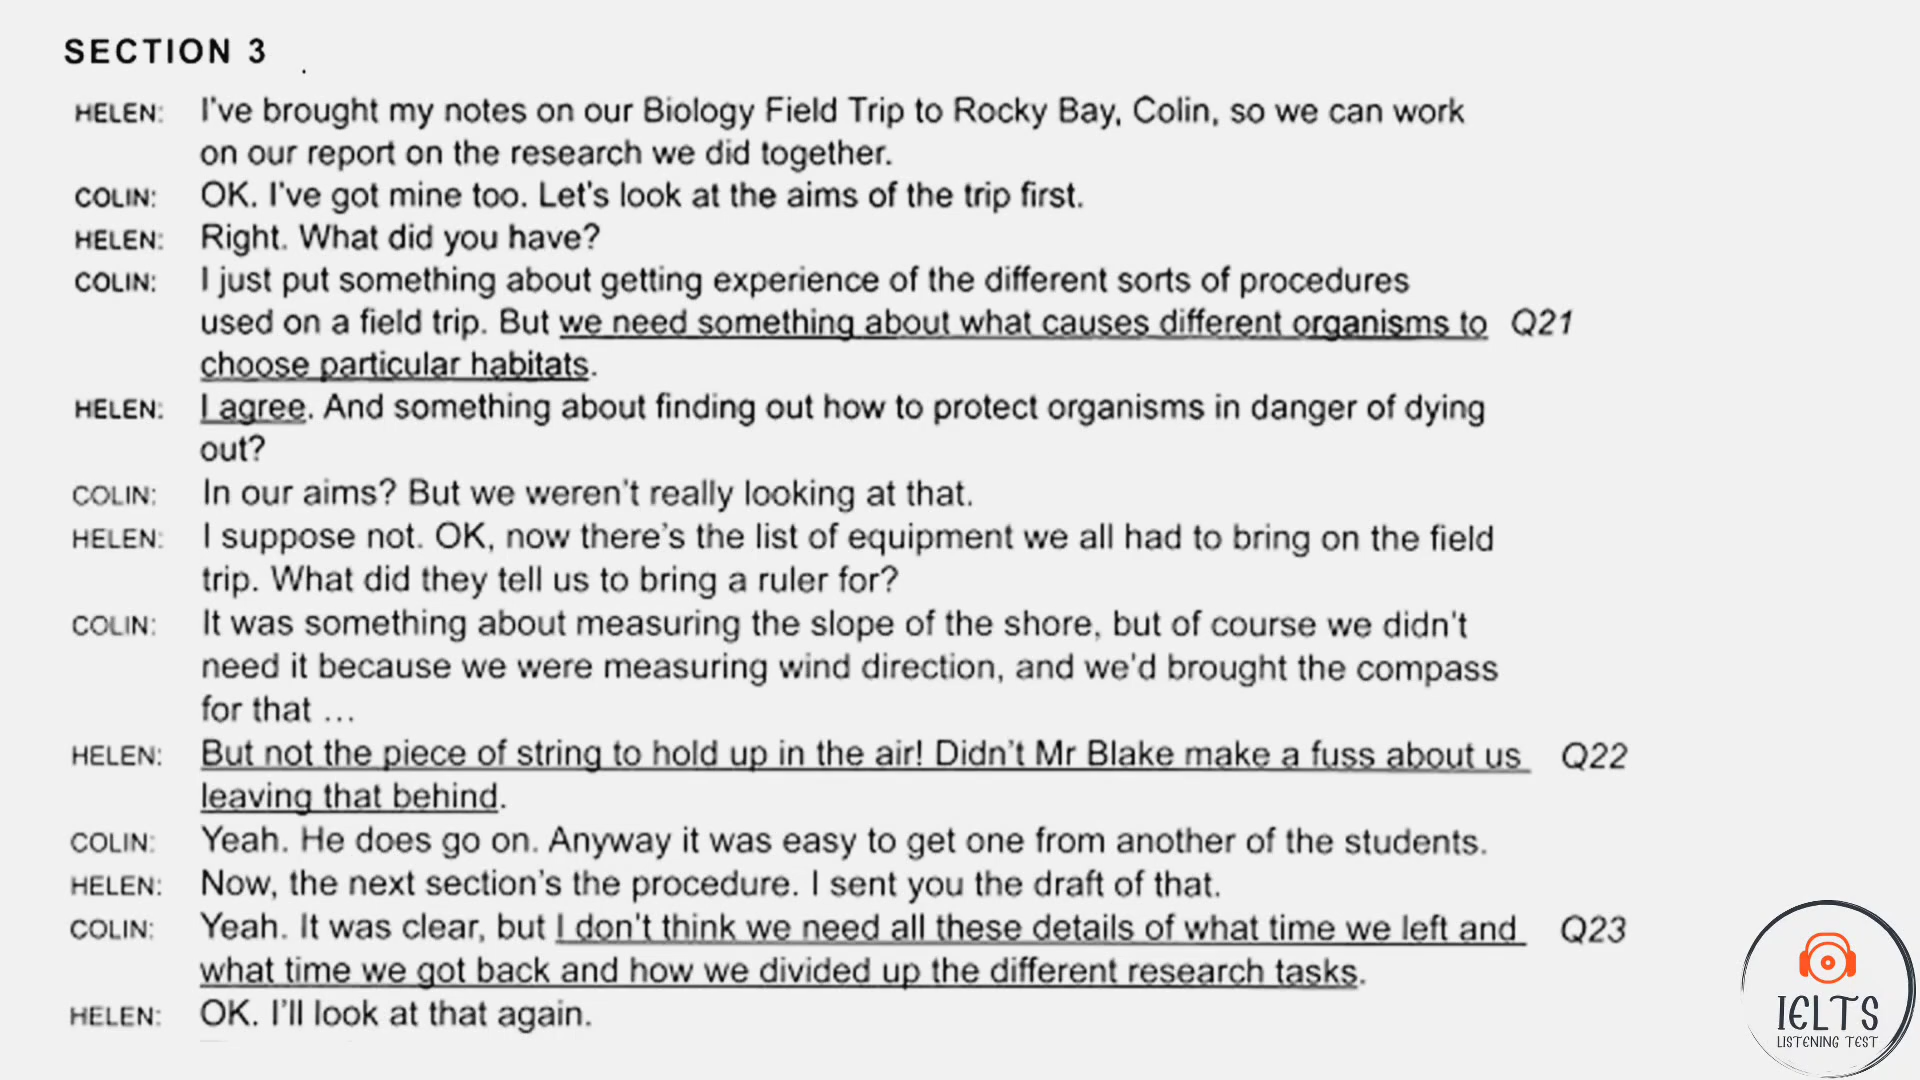 SECTION 3
HELEN: I've brought my notes on our Biology Field Trip to Rocky Bay, Colin, so we can work
on our report on the research we did together.
COLIN: OK. I've got mine too. Let's look at the aims of the trip first.
HELEN: Right. What did you have?
COLIN: I just put something about getting experience of the different sorts of procedures
used on a field trip. But we need something about what causes different organisms to Q21
choose particular habitats.
HELEN: I agree. And something about finding out how to protect organisms in danger of dying
out?
COLIN: In our aims? But we weren't really looking at that.
HELEN: I suppose not. OK, now there's the list of equipment we all had to bring on the field
trip. What did they tell us to bring a ruler for?
COLIN: It was something about measuring the slope of the shore, but of course we didn't
need it because we were measuring wind direction, and we'd brought the compass
for that ...
HELEN: But not the piece of string to hold up in the air! Didn't Mr Blake make a fuss about us Q22
leaving that behind.
COLIN: Yeah. He does go on. Anyway it was easy to get one from another of the students.
HELEN: Now, the next section's the procedure. I sent you the draft of that.
COLIN: Yeah. It was clear, but I don't think we need all these details of what time we left and Q23
what time we got back and how we divided up the different research tasks.
HELEN: OK. I'll look at that again.
IELTS
LISTENING TEST